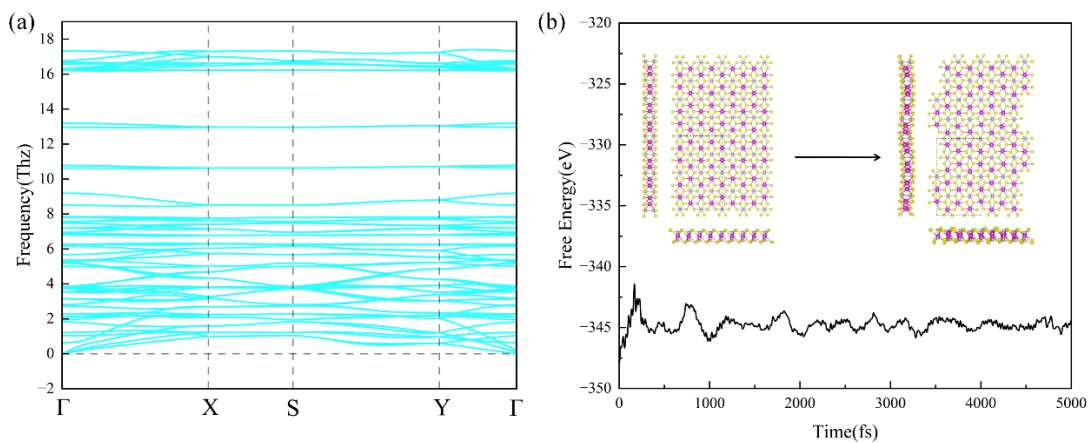 (a)
Frequency(Thz)
18
16
14
12
10
8
6
4
2
0
−2
Γ
X
S
Y
Γ
(b)
Free Energy(eV)
−320
−325
−330
−335
−340
−345
−350
0
1000
2000
3000
4000
5000
Time(fs)